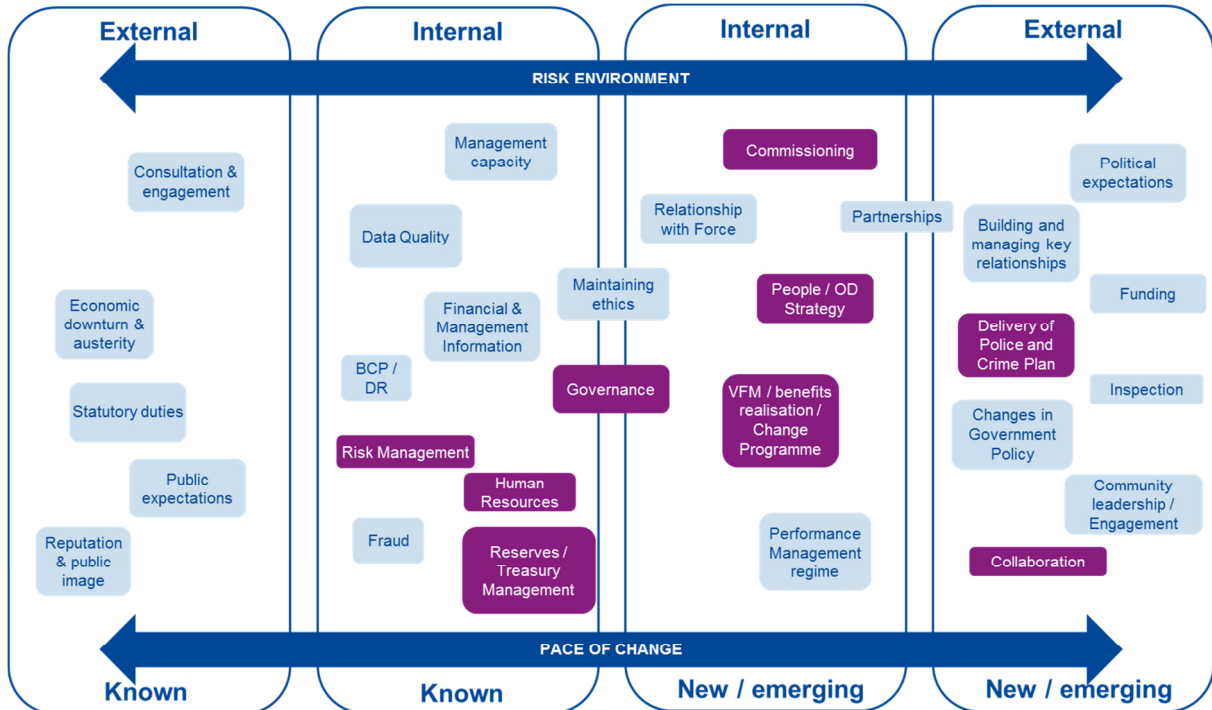 External
Internal
Internal
External
RISK ENVIRONMENT
Consultation &
engagement
Economic
downturn &
austerity
Statutory duties
Public
expectations
Reputation
& public
image
Management
capacity
Data Quality
Financial &
Management
Information
BCP /
DR
Risk Management
Human
Resources
Fraud
Reserves /
Treasury
Management
Maintaining
ethics
Governance
Commissioning
Relationship
with Force
Partnerships
People / OD
Strategy
VFM / benefits
realisation /
Change
Programme
Performance
Management
regime
Political
expectations
Building and
managing key
relationships
Funding
Delivery of
Police and
Crime Plan
Inspection
Changes in
Government
Policy
Community
leadership /
Engagement
Collaboration
PACE OF CHANGE
Known
Known
New / emerging
New / emerging